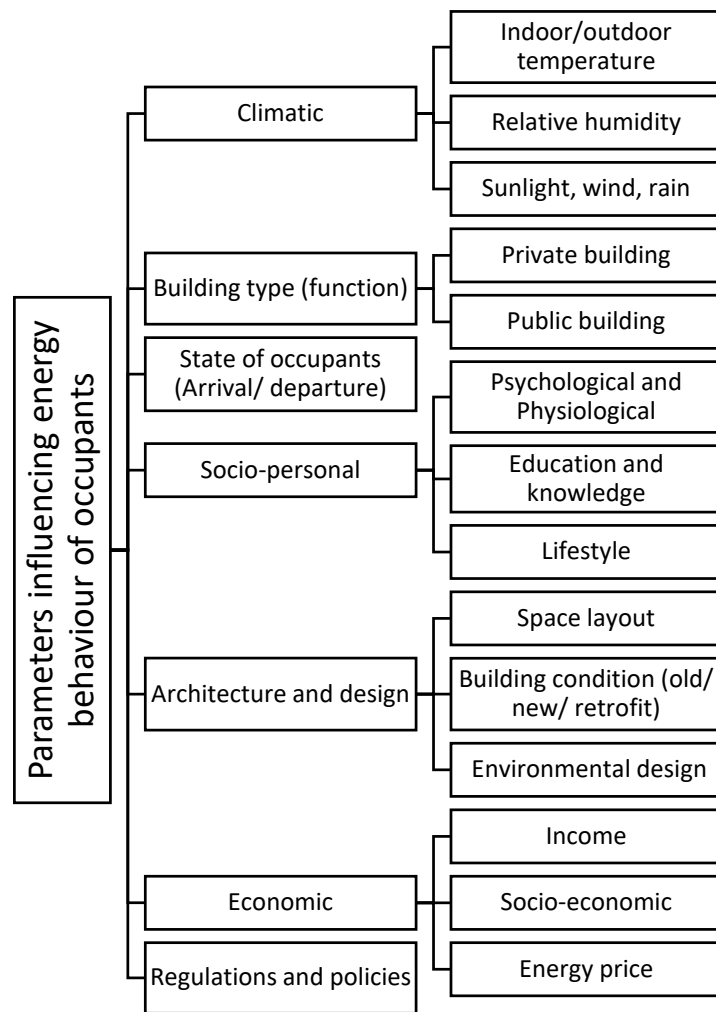 Parameters influencing energy
behaviour of occupants
Climatic
Indoor/outdoor
temperature
Relative humidity
Sunlight, wind, rain
Building type (function)
Private building
Public building
State of occupants
(Arrival/ departure)
Socio-personal
Psychological and
Physiological
Education and
knowledge
Lifestyle
Architecture and design
Space layout
Building condition (old/
new/ retrofit)
Environmental design
Economic
Income
Socio-economic
Energy price
Regulations and policies